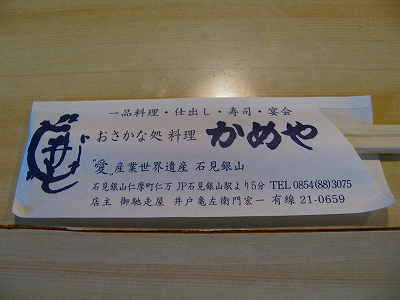 一品料理・仕出し・寿司・宴会
おさかな処 料理 かめや
"愛"産業世界遺産 石見銀山
石見銀山仁摩町仁万 JP石見銀山駅より5分 TEL 0854(88)3075
店主 御馳走屋 井戸亀左衛門宏一 有線 21-0659